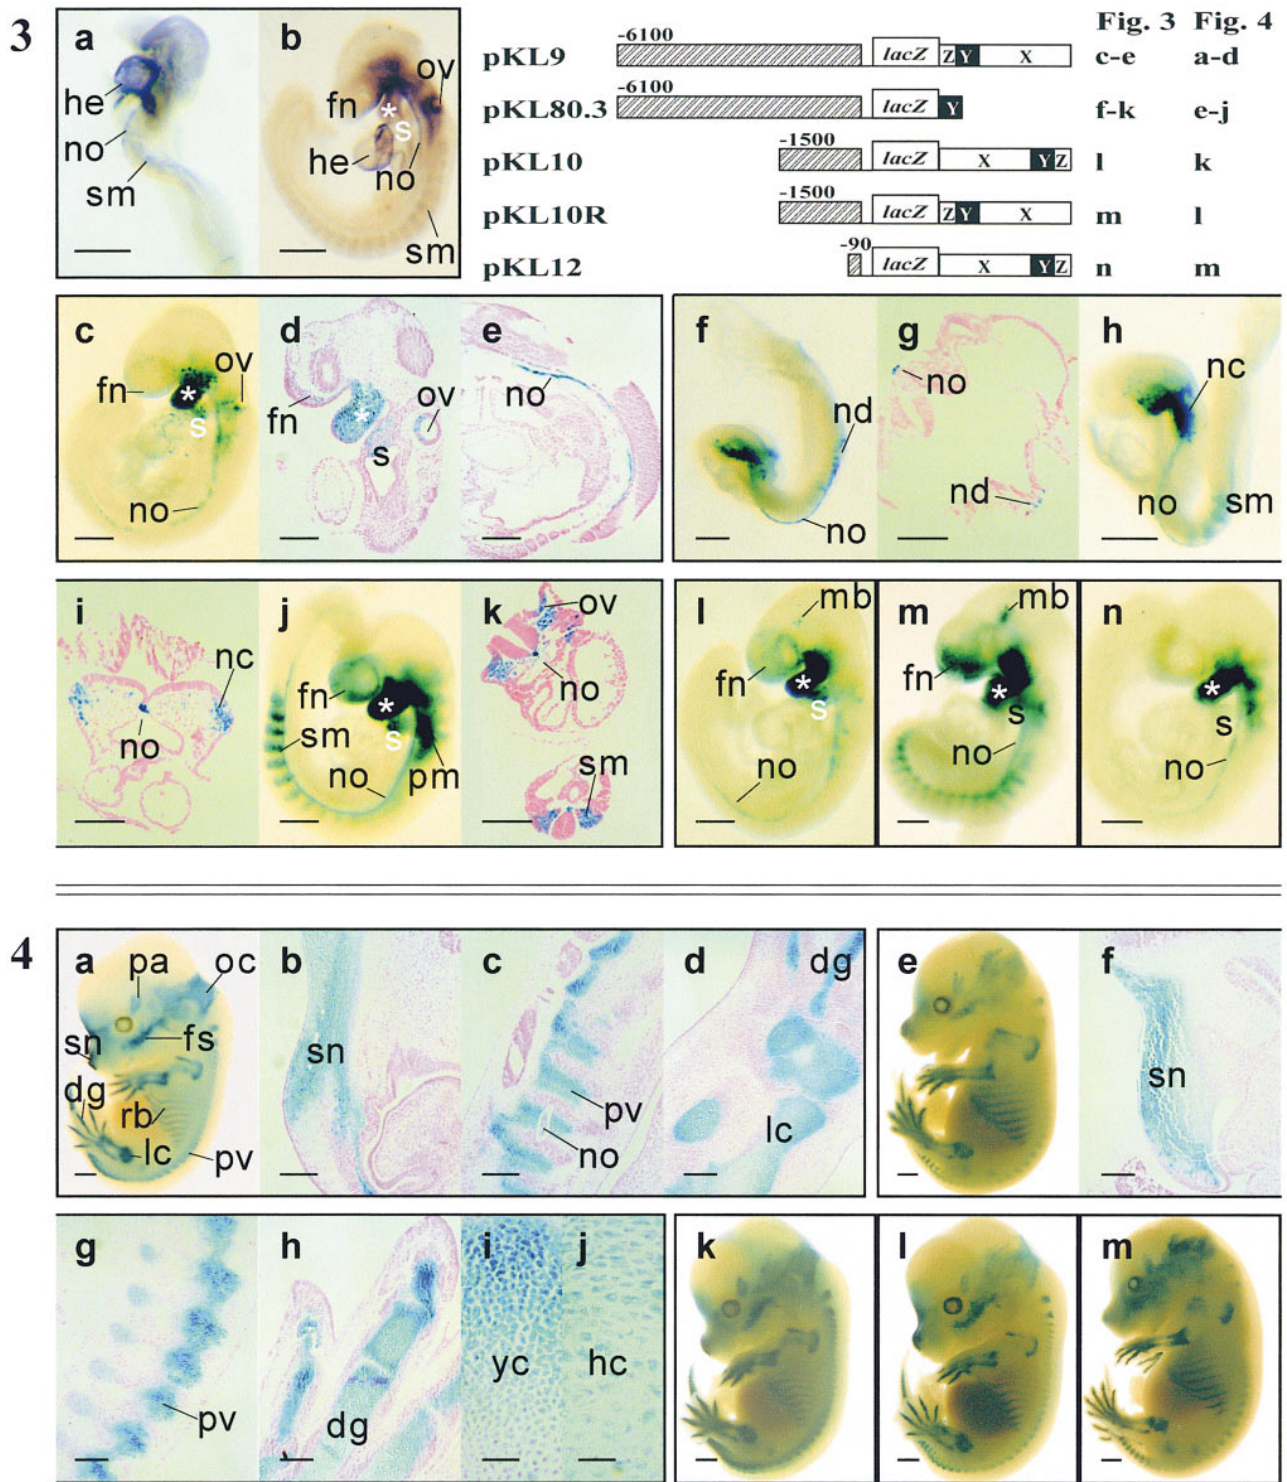 3
a
he
no
sm
b
ov
fn
*
s
he
no
sm
Fig. 3 Fig. 4
-6100
pKL9 lacZ Z Y X c-e a-d
-6100
pKL80.3 lacZ Y f-k e-j
-1500
pKL10 lacZ X Y Z l k
-1500
pKL10R lacZ Z Y X m l
-90
pKL12 lacZ X Y Z n m
c
ov
fn
*
s
no
d
fn
*
ov
s
e
no
f
nd
no
g
no
nd
h
nc
no
sm
i
nc
no
j
fn
*
sm
s
no
pm
k
ov
no
sm
l
mb
fn
*
s
no
m
mb
fn
*
s
no
n
*
s
no
4
a
pa
oc
sn
fs
dg
rb
lc
pv
b
sn
c
pv
no
d
dg
lc
e
f
sn
g
pv
h
dg
i
yc
j
hc
k
l
m